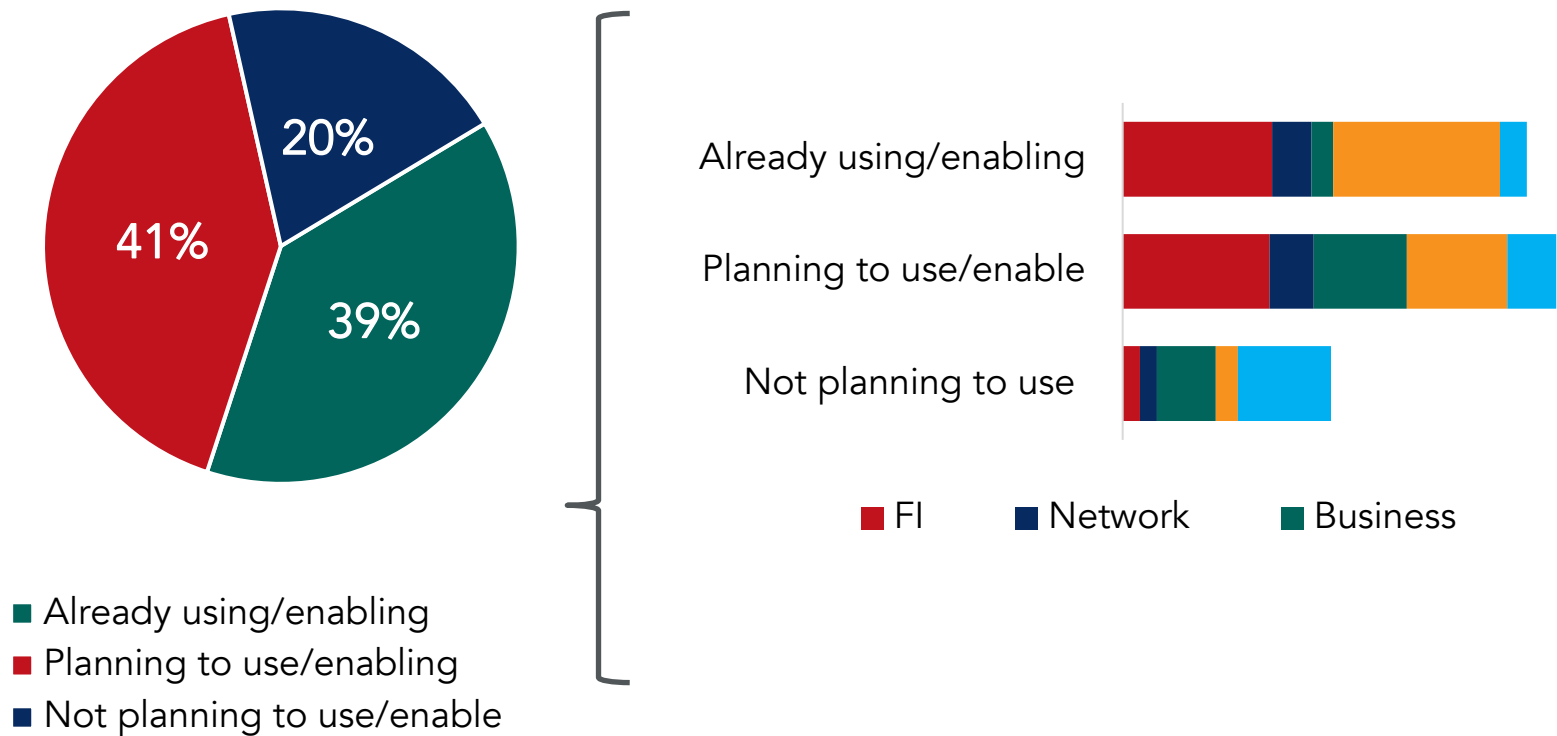 20%
41%
39%
Already using/enabling
Planning to use/enabling
Not planning to use/enable
Already using/enabling
Planning to use/enable
Not planning to use
FI
Network
Business